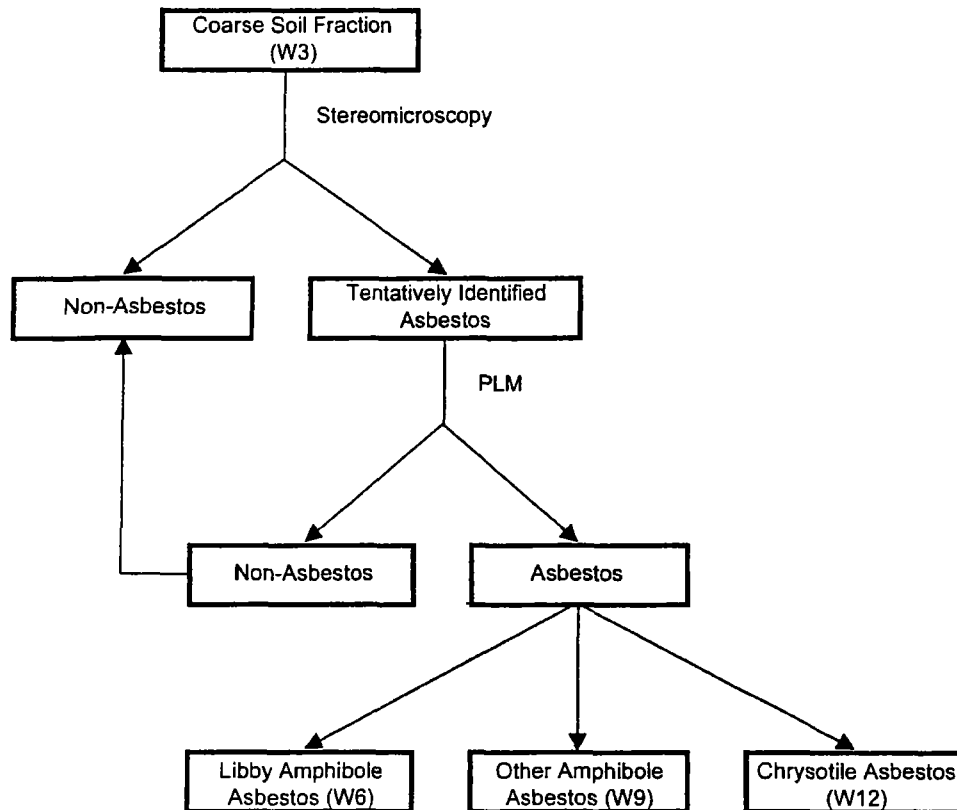 Coarse Soil Fraction
(W3)
Stereomicroscopy
Non-Asbestos
Tentatively Identified
Asbestos
PLM
Non-Asbestos
Asbestos
Libby Amphibole
Asbestos (W6)
Other Amphibole
Asbestos (W9)
Chrysotile Asbestos
(W12)